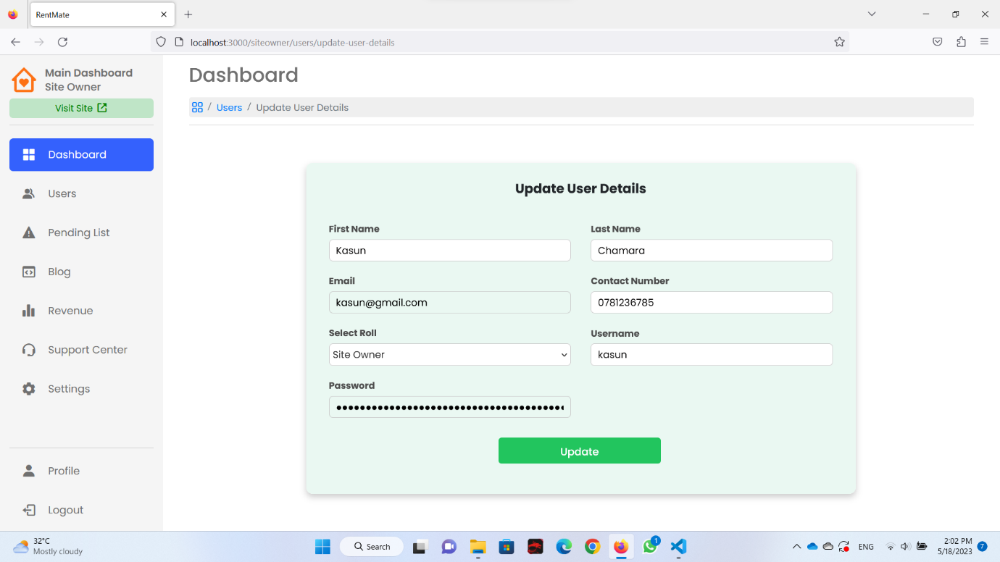 RentMate
localhost:3000/siteowner/users/update-user-details
Main Dashboard
Site Owner
Visit Site
Dashboard
Users
Pending List
Blog
Revenue
Support Center
Settings
Profile
Logout
Dashboard
/ Users / Update User Details
Update User Details
First Name
Kasun
Last Name
Chamara
Email
kasun@gmail.com
Contact Number
0781236785
Select Roll
Site Owner
Username
kasun
Password
Update
32°C
Mostly cloudy
Search
1
ENG
2:02 PM
5/18/2023
7